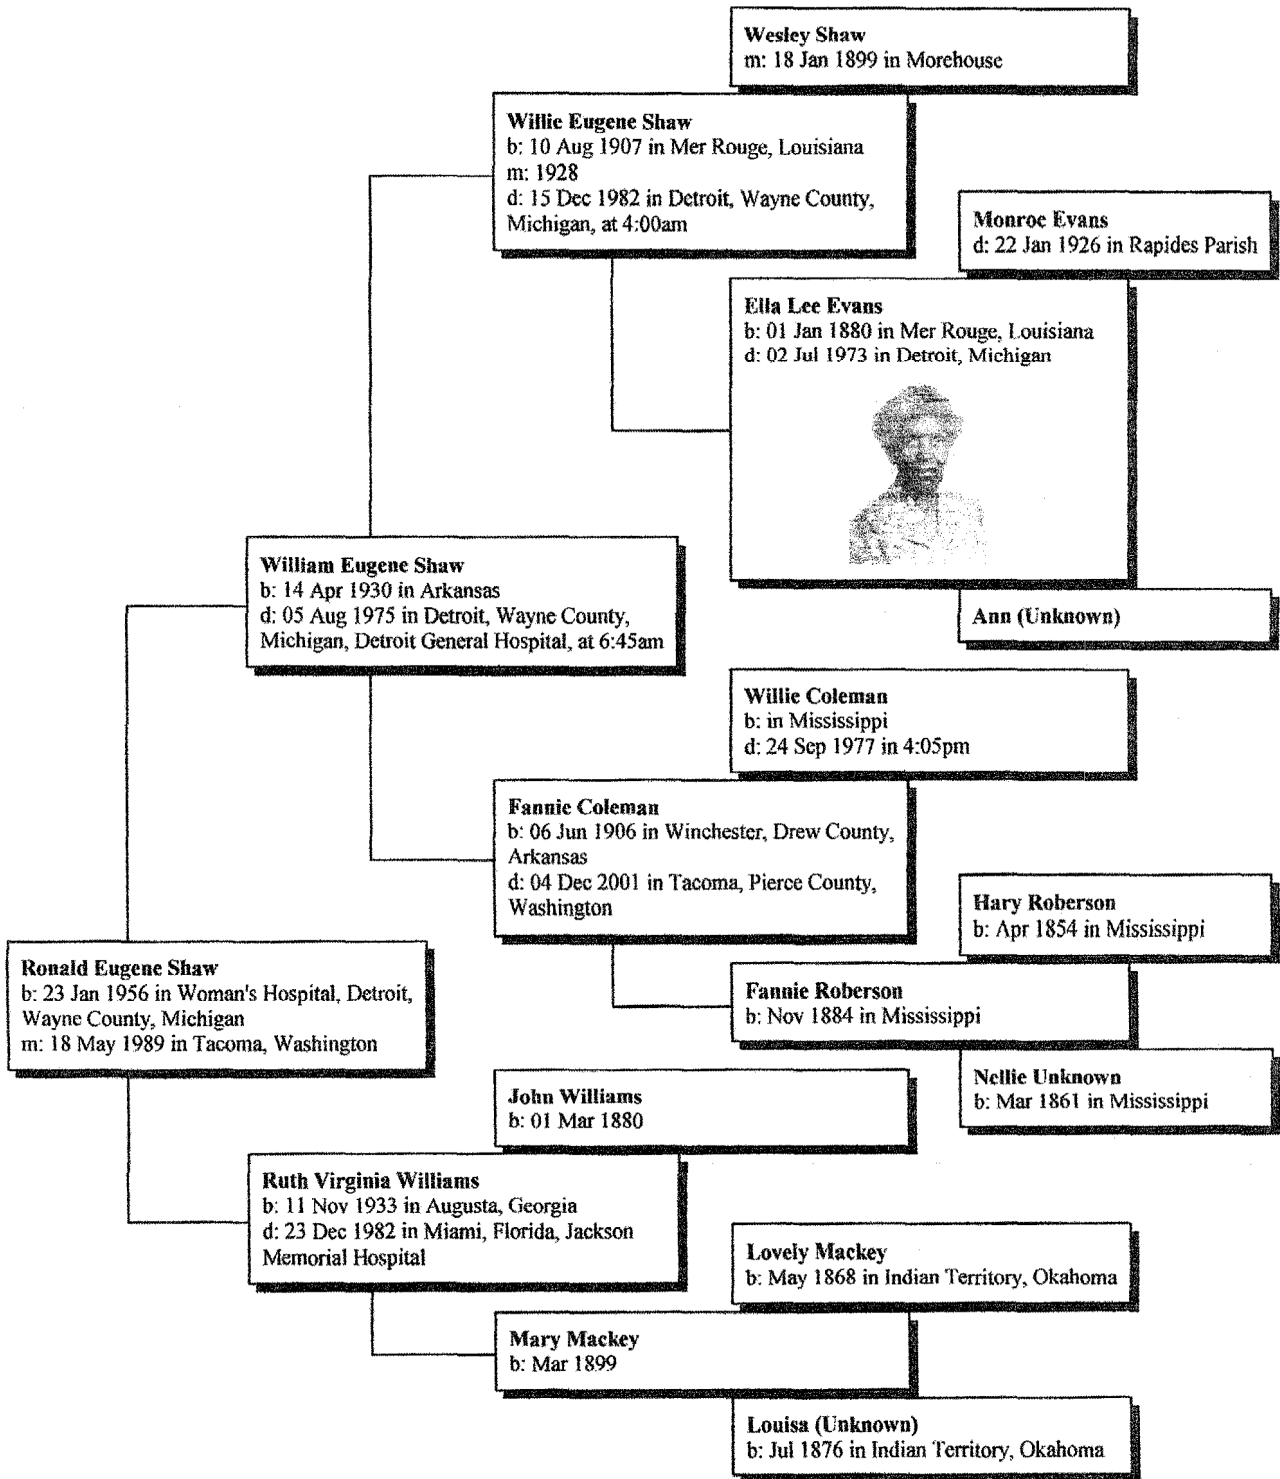 Wesley Shaw
m: 18 Jan 1899 in Morehouse
Willie Eugene Shaw
b: 10 Aug 1907 in Mer Rouge, Louisiana
m: 1928
d: 15 Dec 1982 in Detroit, Wayne County,
Michigan, at 4:00am
Monroe Evans
d: 22 Jan 1926 in Rapides Parish
Ella Lee Evans
b: 01 Jan 1880 in Mer Rouge, Louisiana
d: 02 Jul 1973 in Detroit, Michigan
William Eugene Shaw
b: 14 Apr 1930 in Arkansas
d: 05 Aug 1975 in Detroit, Wayne County,
Michigan, Detroit General Hospital, at 6:45am
Ann (Unknown)
Willie Coleman
b: in Mississippi
d: 24 Sep 1977 in 4:05pm
Fannie Coleman
b: 06 Jun 1906 in Winchester, Drew County,
Arkansas
d: 04 Dec 2001 in Tacoma, Pierce County,
Washington
Hary Roberson
b: Apr 1854 in Mississippi
Ronald Eugene Shaw
b: 23 Jan 1956 in Woman's Hospital, Detroit,
Wayne County, Michigan
m: 18 May 1989 in Tacoma, Washington
Fannie Roberson
b: Nov 1884 in Mississippi
Nellie Unknown
b: Mar 1861 in Mississippi
John Williams
b: 01 Mar 1880
Ruth Virginia Williams
b: 11 Nov 1933 in Augusta, Georgia
d: 23 Dec 1982 in Miami, Florida, Jackson
Memorial Hospital
Lovely Mackey
b: May 1868 in Indian Territory, Okahoma
Mary Mackey
b: Mar 1899
Louisa (Unknown)
b: Jul 1876 in Indian Territory, Okahoma